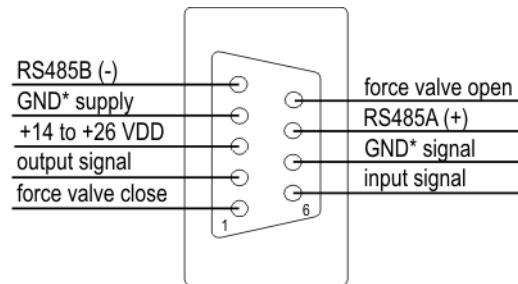 RS485B (-)
GND* supply
+14 to +26 VDD
output signal
force valve close
force valve open
RS485A (+)
GND* signal
input signal
1
6